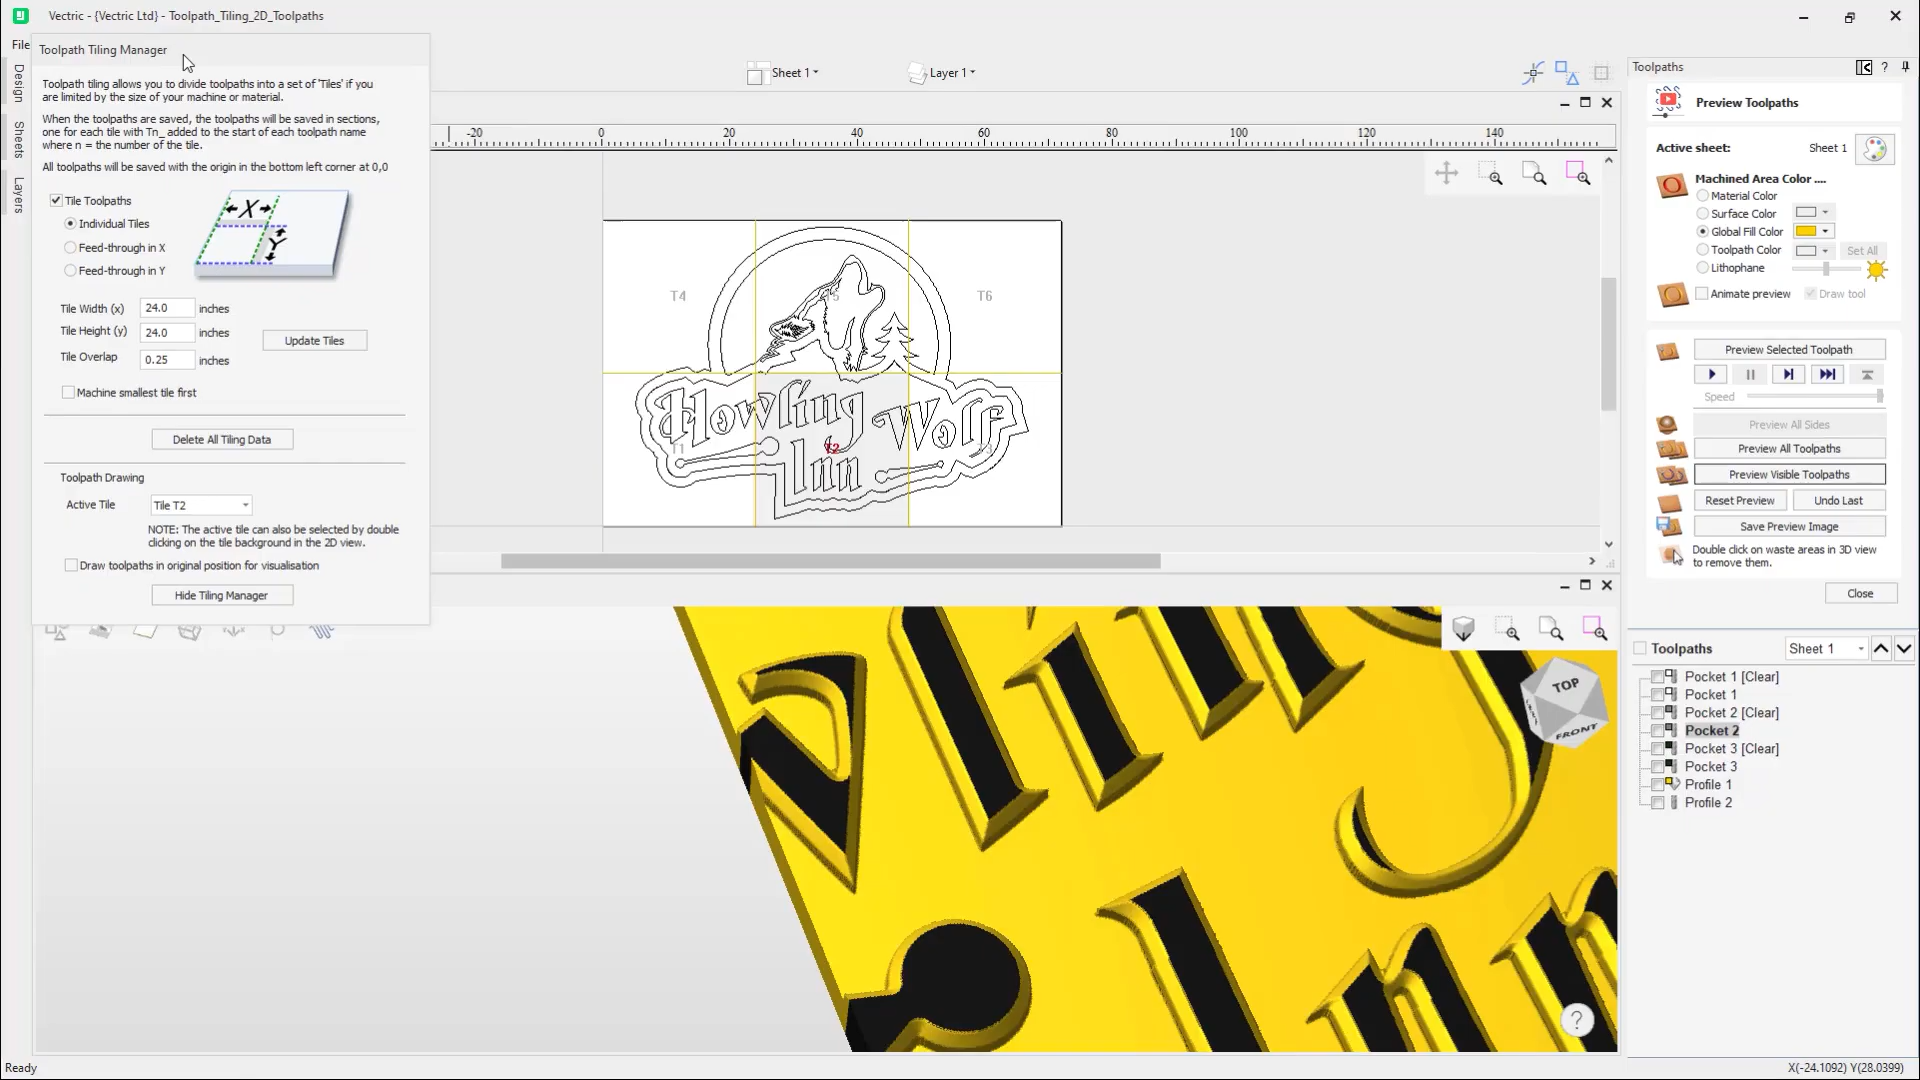 Vectric - {Vectric Ltd} - Toolpath_Tiling_2D_Toolpaths
File
Toolpath Tiling Manager
Toolpath tiling allows you to divide toolpaths into a set of 'Tiles' if you
are limited by the size of your machine or material.
When the toolpaths are saved, the toolpaths will be saved in sections,
one for each tile with Tn_ added to the start of each toolpath name
where n = the number of the tile.
All toolpaths will be saved with the origin in the bottom left corner at 0,0
Tile Toolpaths
Individual Tiles
Feed-through in X
Feed-through in Y
X
Y
Tile Width (x) 24.0 inches
Tile Height (y) 24.0 inches
Tile Overlap 0.25 inches
Update Tiles
Machine smallest tile first
Delete All Tiling Data
Toolpath Drawing
Active Tile Tile T2
NOTE: The active tile can also be selected by double
clicking on the tile background in the 2D view.
Draw toolpaths in original position for visualisation
Hide Tiling Manager
Design
Sheets
Layers
Sheet 1
Layer 1
-20 0 20 40 60 80 100 120 140
T4 T5 T6
Howling Wolf
Inn
T1 T2 T3
TOP
FRONT
?
Toolpaths
?
Preview Toolpaths
Active sheet: Sheet 1
Machined Area Color ....
Material Color
Surface Color
Global Fill Color
Toolpath Color Set All
Lithophane
Animate preview Draw tool
Preview Selected Toolpath
Speed
Preview All Sides
Preview All Toolpaths
Preview Visible Toolpaths
Reset Preview Undo Last
Save Preview Image
Double click on waste areas in 3D view
to remove them.
Close
Toolpaths Sheet 1
Pocket 1 [Clear]
Pocket 1
Pocket 2 [Clear]
Pocket 2
Pocket 3 [Clear]
Pocket 3
Profile 1
Profile 2
Ready
X(-24.1092) Y(28.0399)